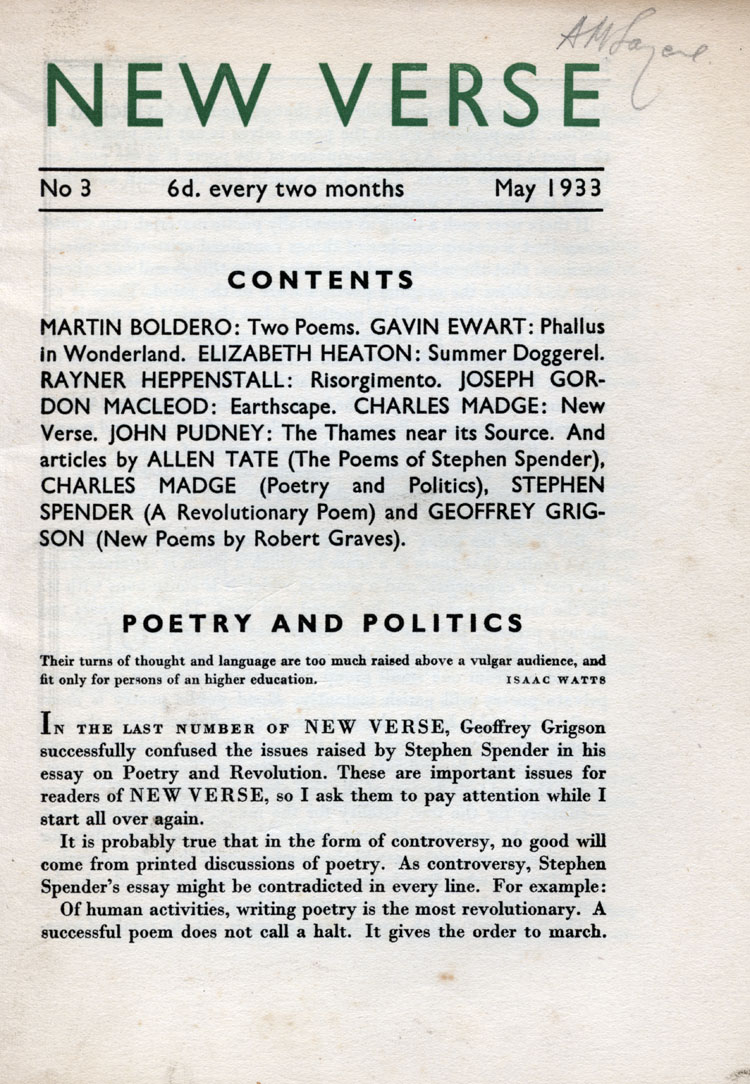 NEW VERSE
No 3 6d. every two months May 1933
CONTENTS
MARTIN BOLDERO: Two Poems. GAVIN EWART: Phallus
in Wonderland. ELIZABETH HEATON: Summer Doggerel.
RAYNER HEPPENSTALL: Risorgimento. JOSEPH GOR-
DON MACLEOD: Earthscape. CHARLES MADGE: New
Verse. JOHN PUDNEY: The Thames near its Source. And
articles by ALLEN TATE (The Poems of Stephen Spender),
CHARLES MADGE (Poetry and Politics), STEPHEN
SPENDER (A Revolutionary Poem) and GEOFFREY GRIG-
SON (New Poems by Robert Graves).
POETRY AND POLITICS
Their turns of thought and language are too much raised above a vulgar audience, and
fit only for persons of an higher education. ISAAC WATTS
IN THE LAST NUMBER OF NEW VERSE, Geoffrey Grigson
successfully confused the issues raised by Stephen Spender in his
essay on Poetry and Revolution. These are important issues for
readers of NEW VERSE, so I ask them to pay attention while I
start all over again.
It is probably true that in the form of controversy, no good will
come from printed discussions of poetry. As controversy, Stephen
Spender's essay might be contradicted in every line. For example:
Of human activities, writing poetry is the most revolutionary. A
successful poem does not call a halt. It gives the order to march.